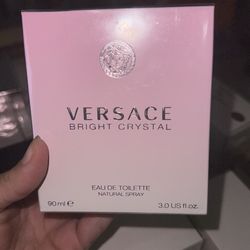 VERSACE
BRIGHT CRYSTAL
EAU DE TOILETTE
NATURAL SPRAY
90 ml ℮ 3.0 US fl. oz.